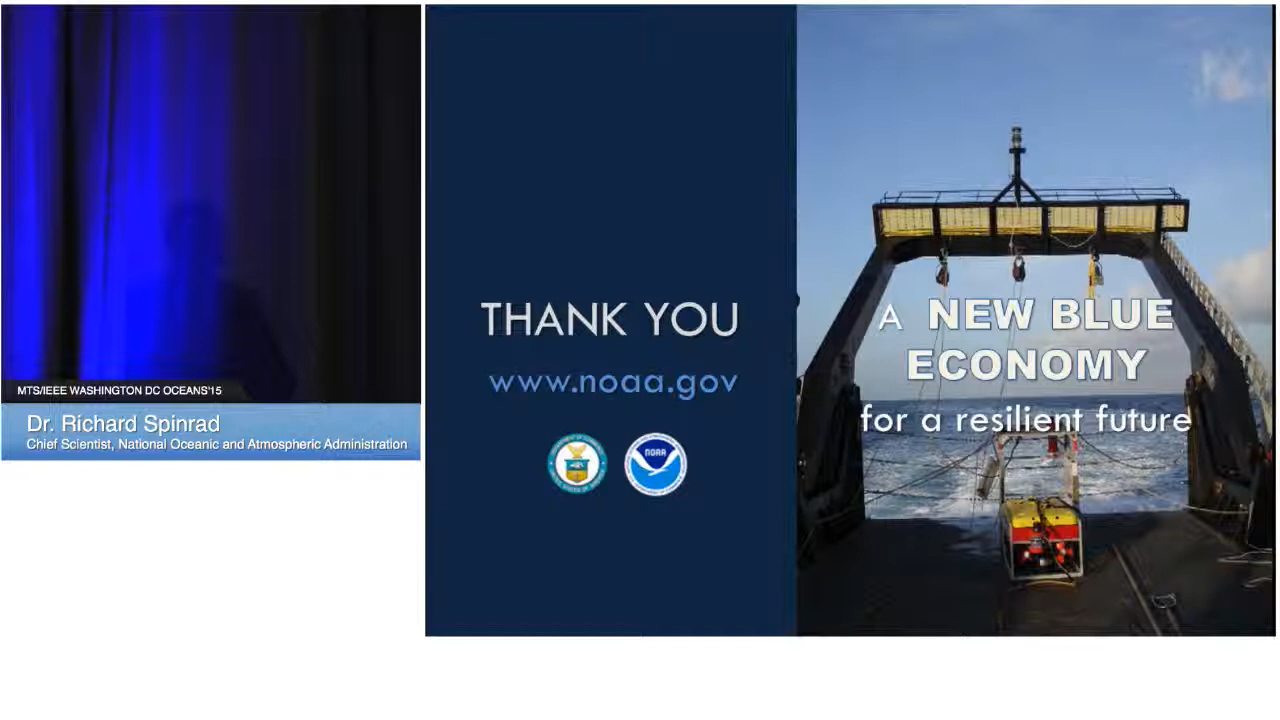 MTS/IEEE WASHINGTON DC OCEANS'15
Dr. Richard Spinrad
Chief Scientist, National Oceanic and Atmospheric Administration
THANK YOU
www.noaa.gov
NOAA
A NEW BLUE
ECONOMY
for a resilient future